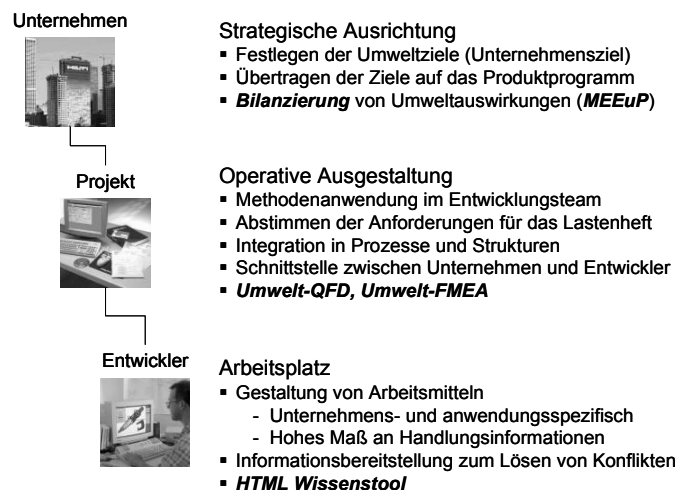 Unternehmen
HILTI
Strategische Ausrichtung
▪ Festlegen der Umweltziele (Unternehmensziel)
▪ Übertragen der Ziele auf das Produktprogramm
▪ Bilanzierung von Umweltauswirkungen (MEEuP)
Projekt
Operative Ausgestaltung
▪ Methodenanwendung im Entwicklungsteam
▪ Abstimmen der Anforderungen für das Lastenheft
▪ Integration in Prozesse und Strukturen
▪ Schnittstelle zwischen Unternehmen und Entwickler
▪ Umwelt-QFD, Umwelt-FMEA
Entwickler
Arbeitsplatz
▪ Gestaltung von Arbeitsmitteln
- Unternehmens- und anwendungsspezifisch
- Hohes Maß an Handlungsinformationen
▪ Informationsbereitstellung zum Lösen von Konflikten
▪ HTML Wissenstool